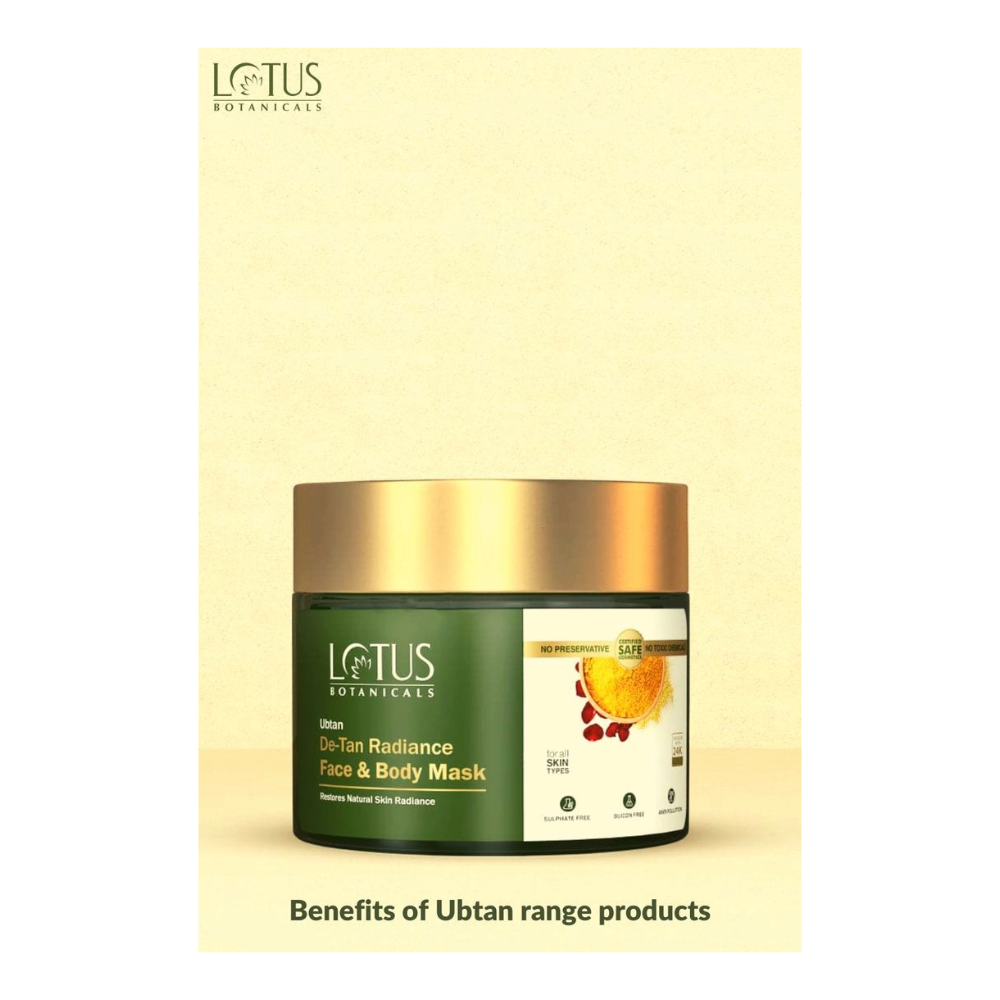 LOTUS
BOTANICALS
NO PRESERVATIVE
CERTIFIED
SAFE
COSMETICS
NO TOXIC CHEMICAL
LOTUS
BOTANICALS
Ubtan
De-Tan Radiance
Face & Body Mask
Restores Natural Skin Radiance
for all
SKIN
TYPES
24K
SULPHATE FREE
SILICON FREE
ANTI-POLLUTION
Benefits of Ubtan range products